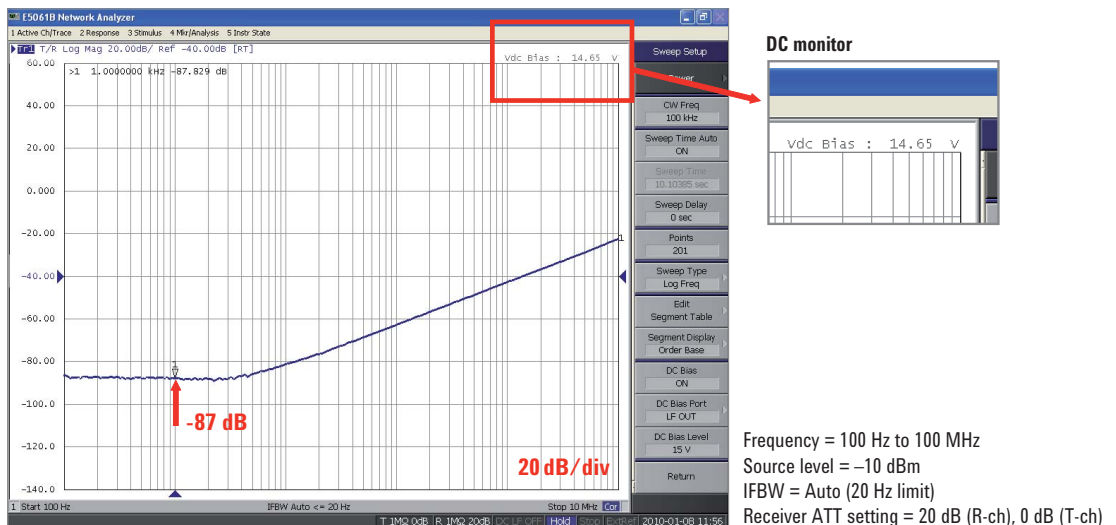 E5061B Network Analyzer
1 Active Ch/Trace 2 Response 3 Stimulus 4 Mkr/Analysis 5 Instr State
Tr1 T/R Log Mag 20.00dB/ Ref -40.00dB [RT]
Vdc Bias : 14.65 V
>1 1.0000000 kHz -87.829 dB
60.00
40.00
20.00
0.000
-20.00
-40.00
-60.00
-80.00
-100.0
-120.0
-140.0
1
1
-87 dB
20 dB/div
1 Start 100 Hz
IFBW Auto <= 20 Hz
Stop 10 MHz Cor
T 1MΩ 0dB R 1MΩ 20dB DC LF OFF Hold Stop ExtRef 2010-01-08 11:56
Sweep Setup
Power
CW Freq
100 kHz
Sweep Time Auto
ON
Sweep Time
10.10385 sec
Sweep Delay
0 sec
Points
201
Sweep Type
Log Freq
Edit
Segment Table
Segment Display
Order Base
DC Bias
ON
DC Bias Port
LF OUT
DC Bias Level
15 V
Return
DC monitor
Vdc Bias : 14.65 V
Frequency = 100 Hz to 100 MHz
Source level = –10 dBm
IFBW = Auto (20 Hz limit)
Receiver ATT setting = 20 dB (R-ch), 0 dB (T-ch)